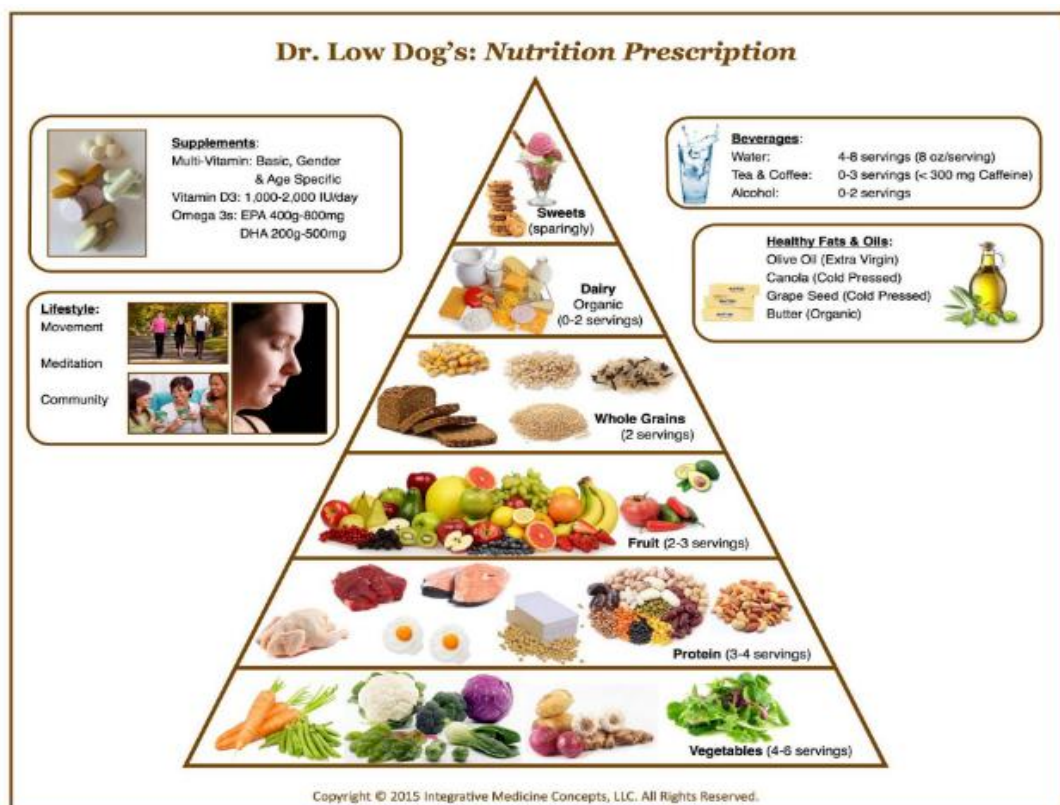 Dr. Low Dog's: Nutrition Prescription
Supplements:
Multi-Vitamin: Basic, Gender
& Age Specific
Vitamin D3: 1,000-2,000 IU/day
Omega 3s: EPA 400g-800mg
DHA 200g-500mg
Lifestyle:
Movement
Meditation
Community
Beverages:
Water: 4-8 servings (8 oz/serving)
Tea & Coffee: 0-3 servings (< 300 mg Caffeine)
Alcohol: 0-2 servings
Healthy Fats & Oils:
Olive Oil (Extra Virgin)
Canola (Cold Pressed)
Grape Seed (Cold Pressed)
Butter (Organic)
Sweets
(sparingly)
Dairy
Organic
(0-2 servings)
Whole Grains
(2 servings)
Fruit (2-3 servings)
Protein (3-4 servings)
Vegetables (4-6 servings)
Copyright © 2015 Integrative Medicine Concepts, LLC. All Rights Reserved.